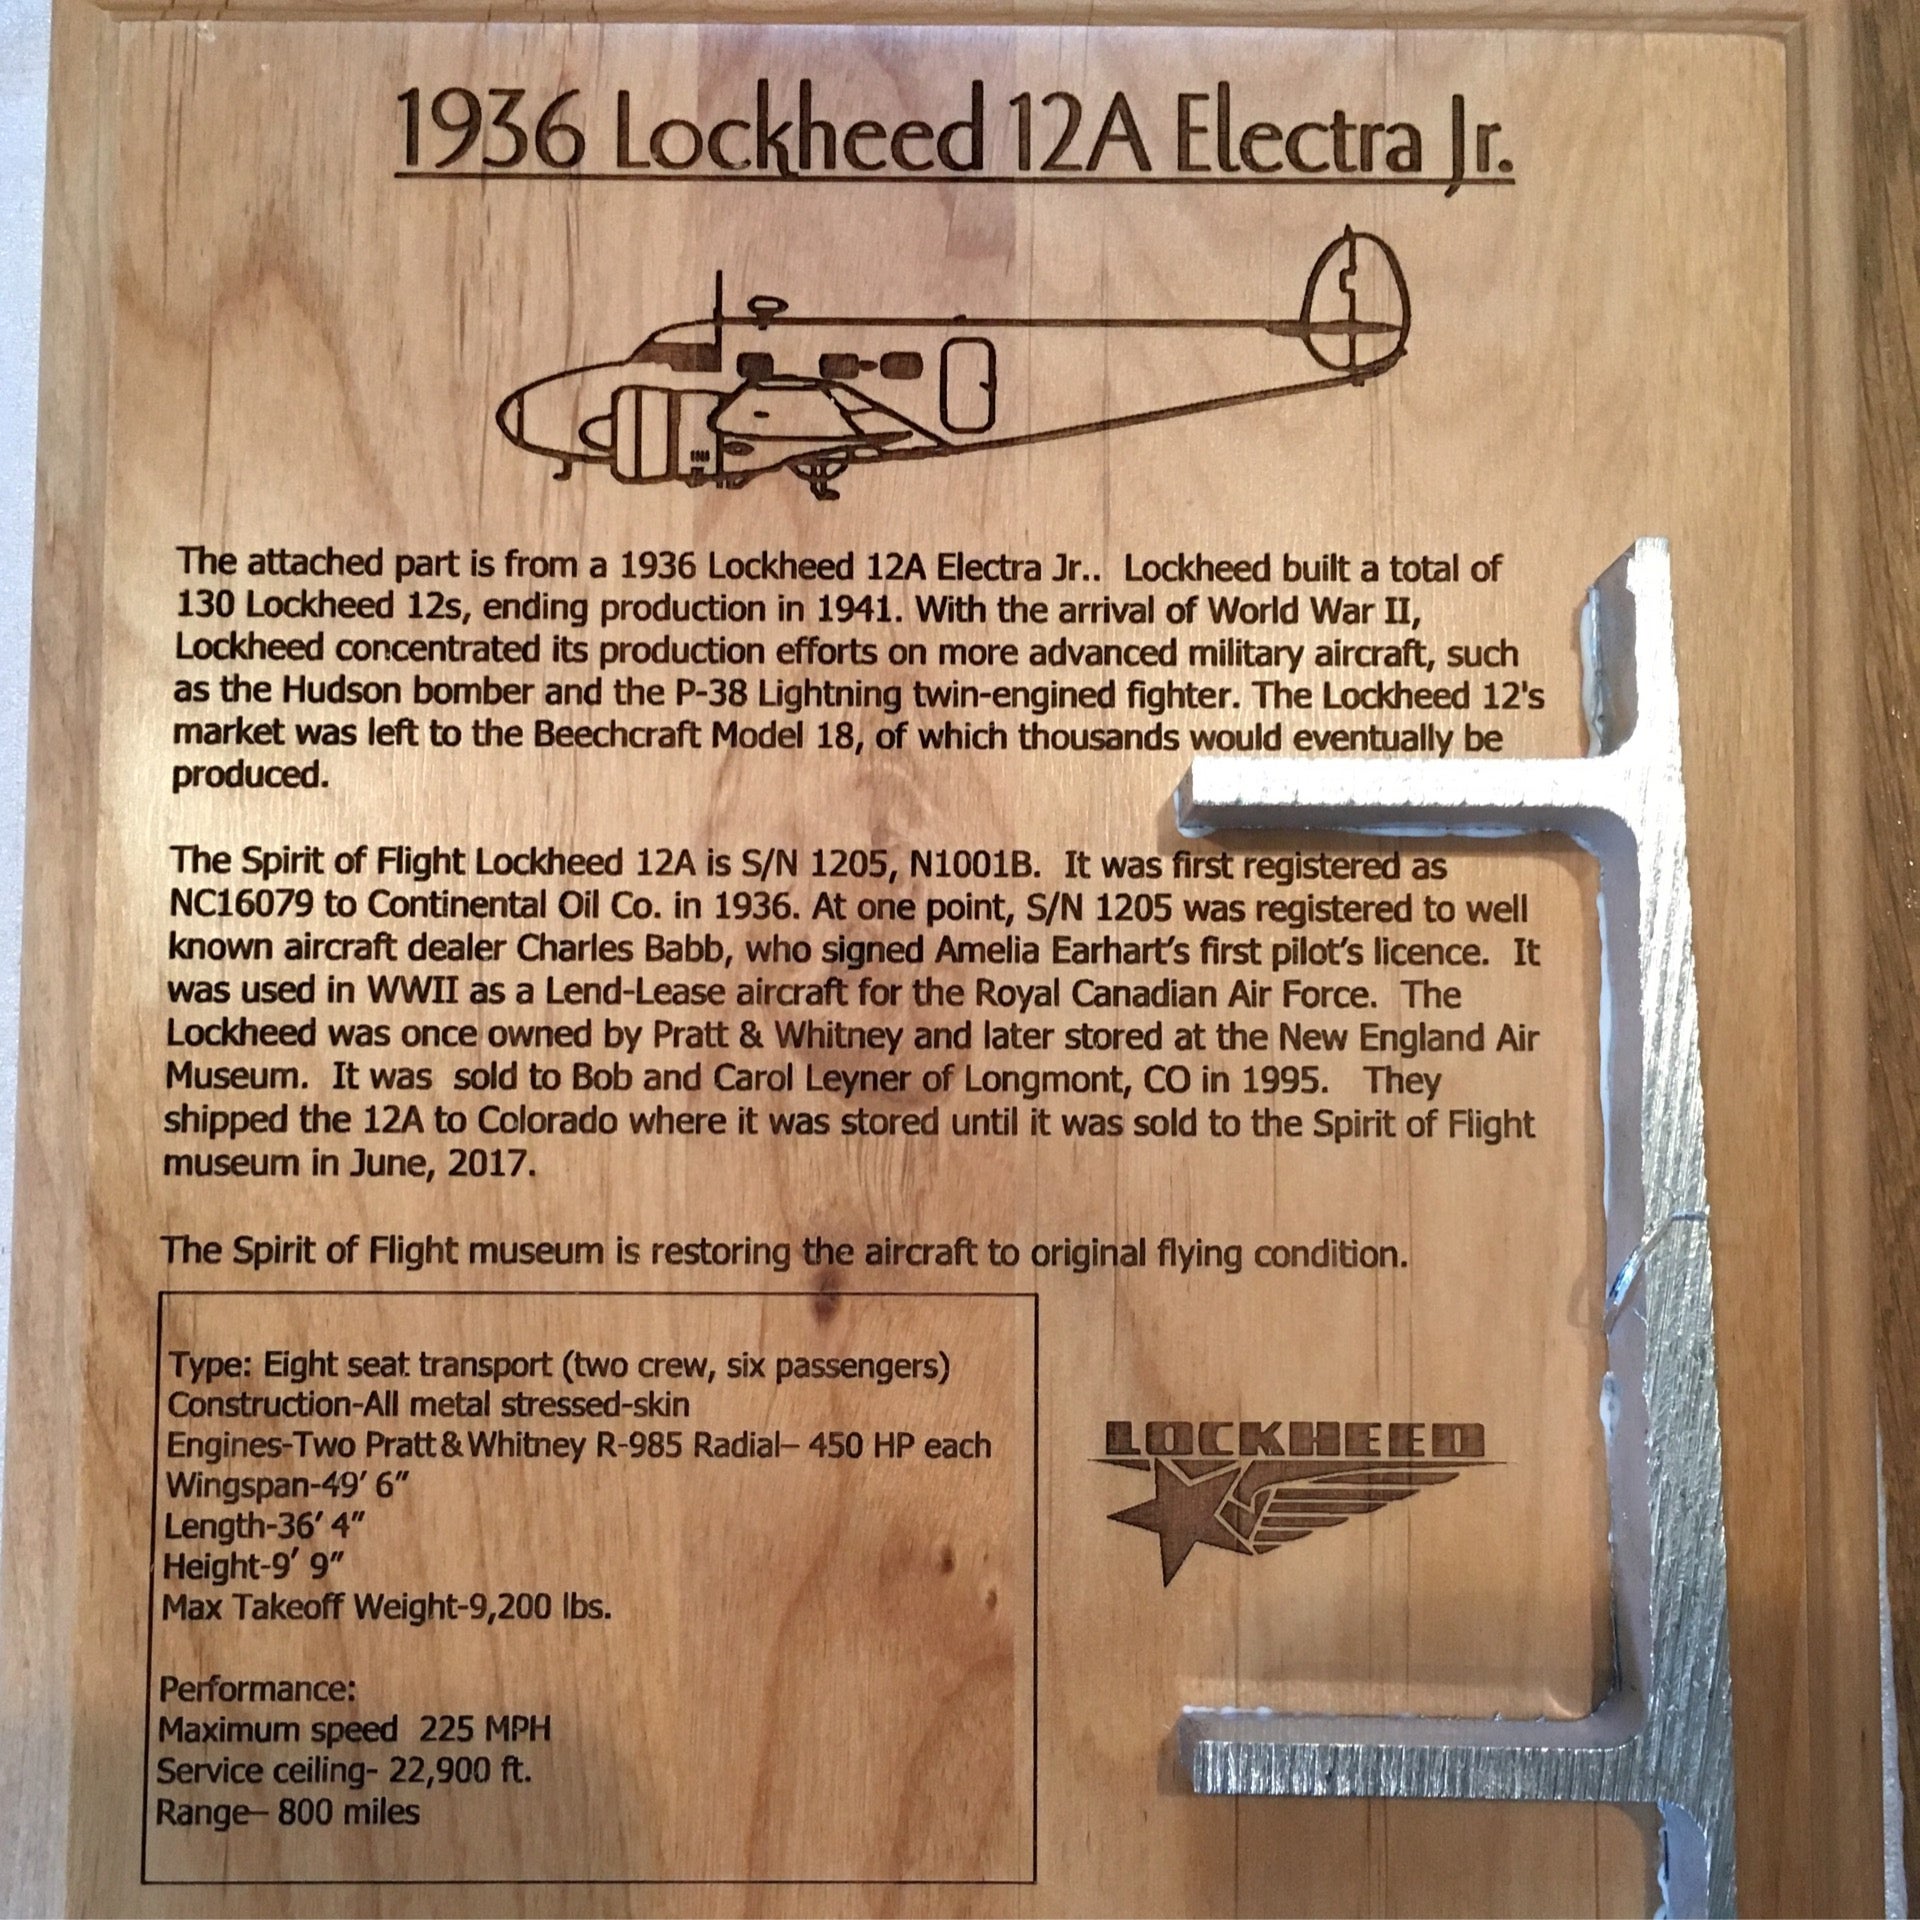 1936 Lockheed 12A Electra Jr.
The attached part is from a 1936 Lockheed 12A Electra Jr.. Lockheed built a total of
130 Lockheed 12s, ending production in 1941. With the arrival of World War II,
Lockheed concentrated its production efforts on more advanced military aircraft, such
as the Hudson bomber and the P-38 Lightning twin-engined fighter. The Lockheed 12's
market was left to the Beechcraft Model 18, of which thousands would eventually be
produced.
The Spirit of Flight Lockheed 12A is S/N 1205, N1001B. It was first registered as
NC16079 to Continental Oil Co. in 1936. At one point, S/N 1205 was registered to well
known aircraft dealer Charles Babb, who signed Amelia Earhart's first pilot's licence. It
was used in WWII as a Lend-Lease aircraft for the Royal Canadian Air Force. The
Lockheed was once owned by Pratt & Whitney and later stored at the New England Air
Museum. It was sold to Bob and Carol Leyner of Longmont, CO in 1995. They
shipped the 12A to Colorado where it was stored until it was sold to the Spirit of Flight
museum in June, 2017.
The Spirit of Flight museum is restoring the aircraft to original flying condition.
Type: Eight seat transport (two crew, six passengers)
Construction-All metal stressed-skin
Engines-Two Pratt & Whitney R-985 Radial– 450 HP each
Wingspan-49' 6"
Length-36' 4"
Height-9' 9"
Max Takeoff Weight-9,200 lbs.
Performance:
Maximum speed 225 MPH
Service ceiling- 22,900 ft.
Range– 800 miles
LOCKHEED